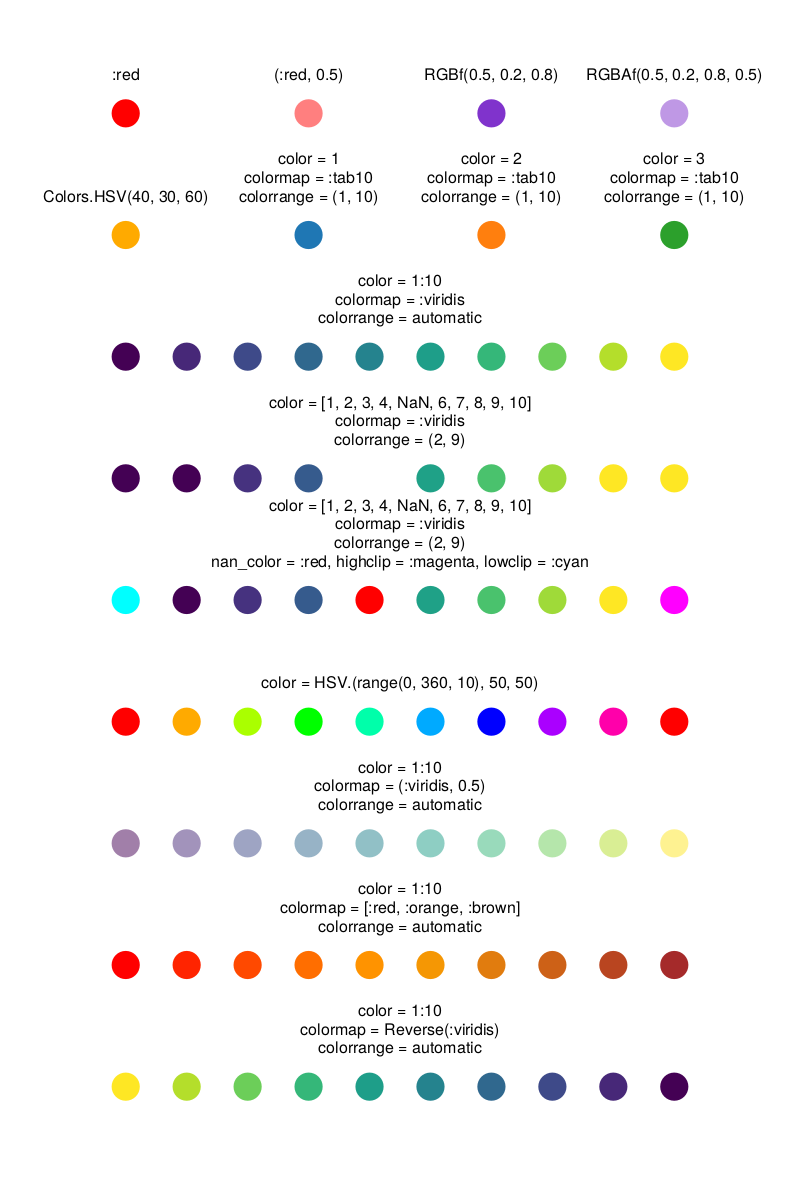 :red
(:red, 0.5)
RGBf(0.5, 0.2, 0.8)
RGBAf(0.5, 0.2, 0.8, 0.5)
Colors.HSV(40, 30, 60)
color = 1
colormap = :tab10
colorrange = (1, 10)
color = 2
colormap = :tab10
colorrange = (1, 10)
color = 3
colormap = :tab10
colorrange = (1, 10)
color = 1:10
colormap = :viridis
colorrange = automatic
color = [1, 2, 3, 4, NaN, 6, 7, 8, 9, 10]
colormap = :viridis
colorrange = (2, 9)
color = [1, 2, 3, 4, NaN, 6, 7, 8, 9, 10]
colormap = :viridis
colorrange = (2, 9)
nan_color = :red, highclip = :magenta, lowclip = :cyan
color = HSV.(range(0, 360, 10), 50, 50)
color = 1:10
colormap = (:viridis, 0.5)
colorrange = automatic
color = 1:10
colormap = [:red, :orange, :brown]
colorrange = automatic
color = 1:10
colormap = Reverse(:viridis)
colorrange = automatic